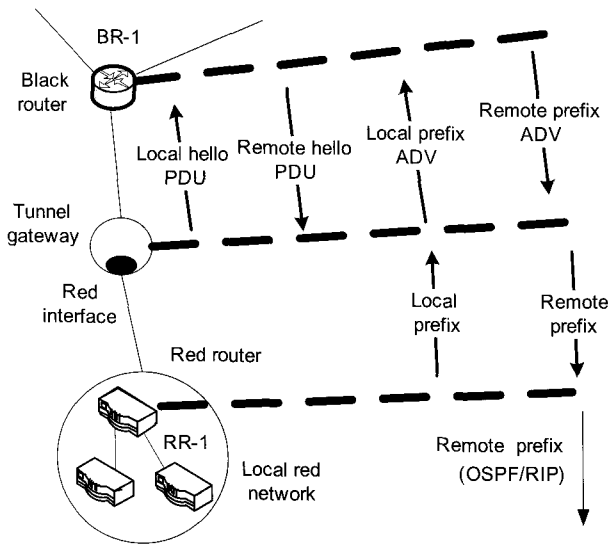 BR-1
Black
router
Local hello
PDU
Remote hello
PDU
Local prefix
ADV
Remote prefix
ADV
Tunnel
gateway
Red
interface
Local
prefix
Remote
prefix
Red router
RR-1
Local red
network
Remote prefix
(OSPF/RIP)